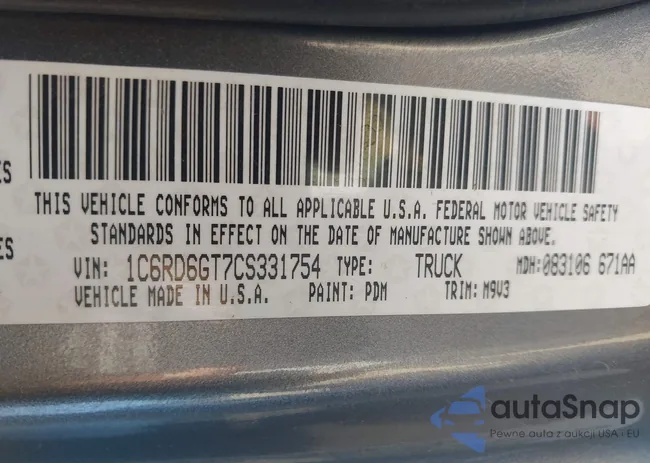 THIS VEHICLE CONFORMS TO ALL APPLICABLE U.S.A. FEDERAL MOTOR VEHICLE SAFETY
ES
STANDARDS IN EFFECT ON THE DATE OF MANUFACTURE SHOWN ABOVE.
ES
VIN: 1C6RD6GT7CS331754 TYPE: TRUCK MDH:083106 671AA
VEHICLE MADE IN U.S.A. PAINT: PDM TRIM: M9V3
autaSnap
Pewne auta z aukcji USA i EU